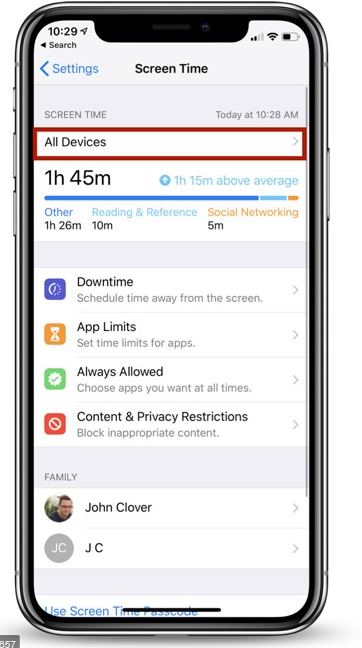 10:29
Search
Settings
Screen Time
SCREEN TIME
Today at 10:28 AM
All Devices
1h 45m
1h 15m above average
Other
Reading & Reference
Social Networking
1h 26m
10m
5m
Downtime
Schedule time away from the screen.
App Limits
Set time limits for apps.
Always Allowed
Choose apps you want at all times.
Content & Privacy Restrictions
Block inappropriate content.
FAMILY
John Clover
JC
J C
Use Screen Time Passcode
857